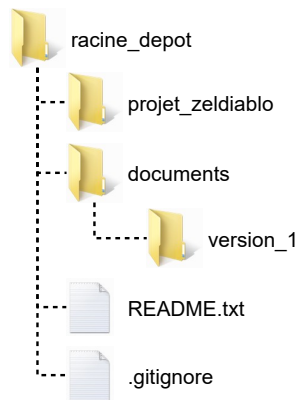 racine_depot
projet_zeldiablo
documents
version_1
README.txt
.gitignore